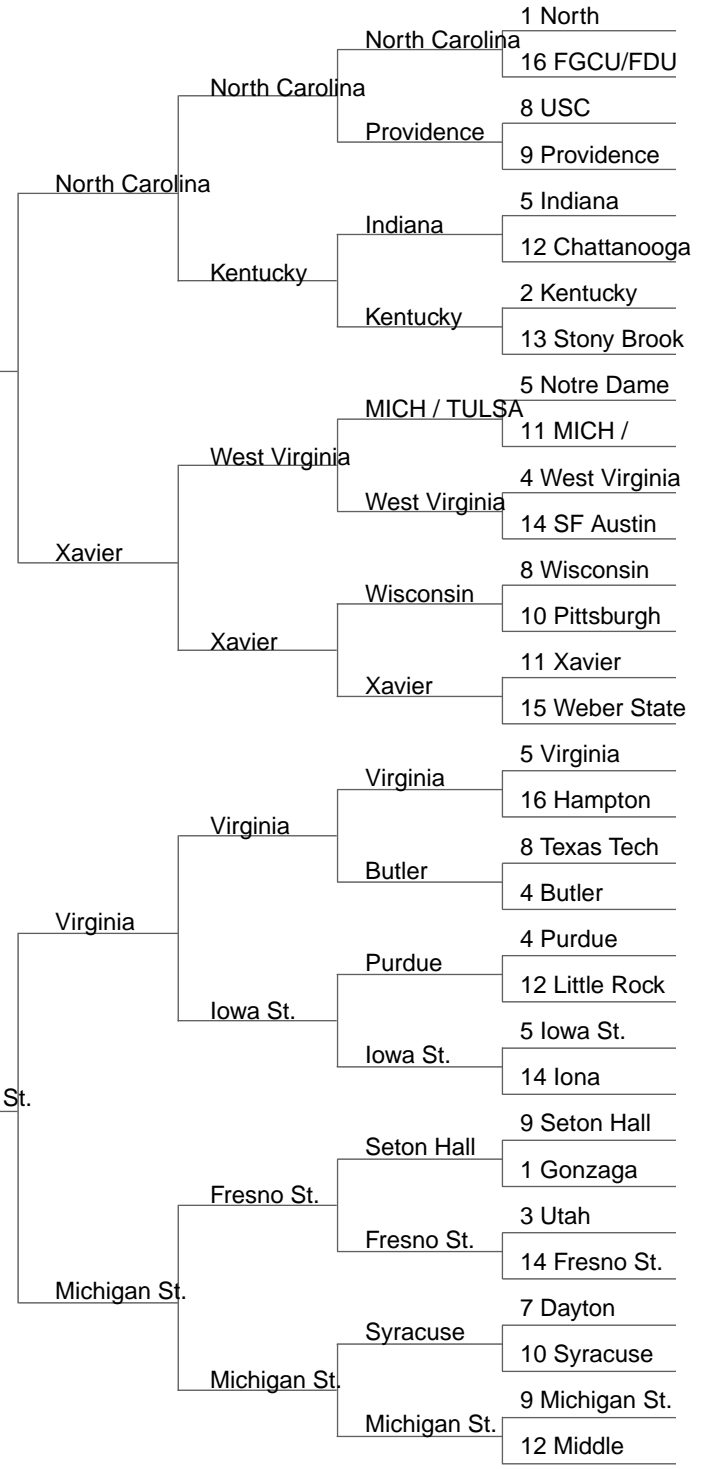 1 North
North Carolina
16 FGCU/FDU
North Carolina
8 USC
Providence
9 Providence
North Carolina
5 Indiana
Indiana
12 Chattanooga
Kentucky
2 Kentucky
Kentucky
13 Stony Brook
5 Notre Dame
MICH / TULSA
11 MICH /
West Virginia
4 West Virginia
West Virginia
14 SF Austin
Xavier
8 Wisconsin
Wisconsin
10 Pittsburgh
Xavier
11 Xavier
Xavier
15 Weber State
5 Virginia
Virginia
16 Hampton
Virginia
8 Texas Tech
Butler
4 Butler
Virginia
4 Purdue
Purdue
12 Little Rock
Iowa St.
5 Iowa St.
Iowa St.
14 Iona
St.
9 Seton Hall
Seton Hall
1 Gonzaga
Fresno St.
3 Utah
Fresno St.
14 Fresno St.
Michigan St.
7 Dayton
Syracuse
10 Syracuse
Michigan St.
9 Michigan St.
Michigan St.
12 Middle